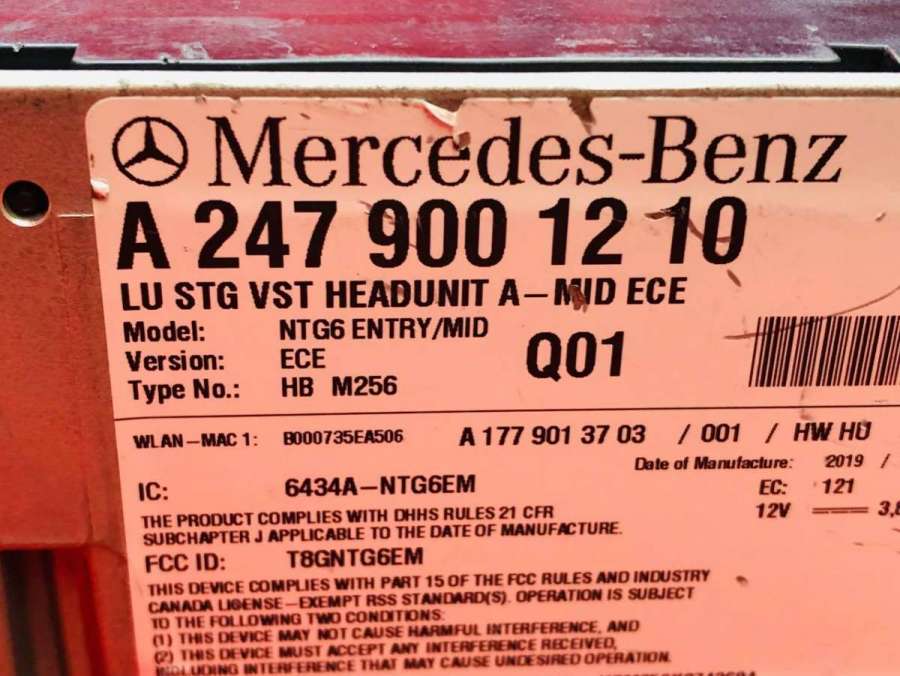 Mercedes-Benz
A 247 900 12 10
LU STG VST HEADUNIT A-MID ECE
Model: NTG6 ENTRY/MID
Version: ECE
Q01
Type No.: HB M256
WLAN-MAC 1: B000735EA506 A 177 901 37 03 / 001 / HW HU
Date of Manufacture: 2019 /
IC: 6434A-NTG6EM
EC: 121
12V 3,8
THE PRODUCT COMPLIES WITH DHHS RULES 21 CFR
SUBCHAPTER J APPLICABLE TO THE DATE OF MANUFACTURE.
FCC ID: T8GNTG6EM
THIS DEVICE COMPLIES WITH PART 15 OF THE FCC RULES AND INDUSTRY
CANADA LICENSE-EXEMPT RSS STANDARD(S). OPERATION IS SUBJECT
TO THE FOLLOWING TWO CONDITIONS:
(1) THIS DEVICE MAY NOT CAUSE HARMFUL INTERFERENCE, AND
(2) THIS DEVICE MUST ACCEPT ANY INTERFERENCE RECEIVED,
INCLUDING INTERFERENCE THAT MAY CAUSE UNDESIRED OPERATION.